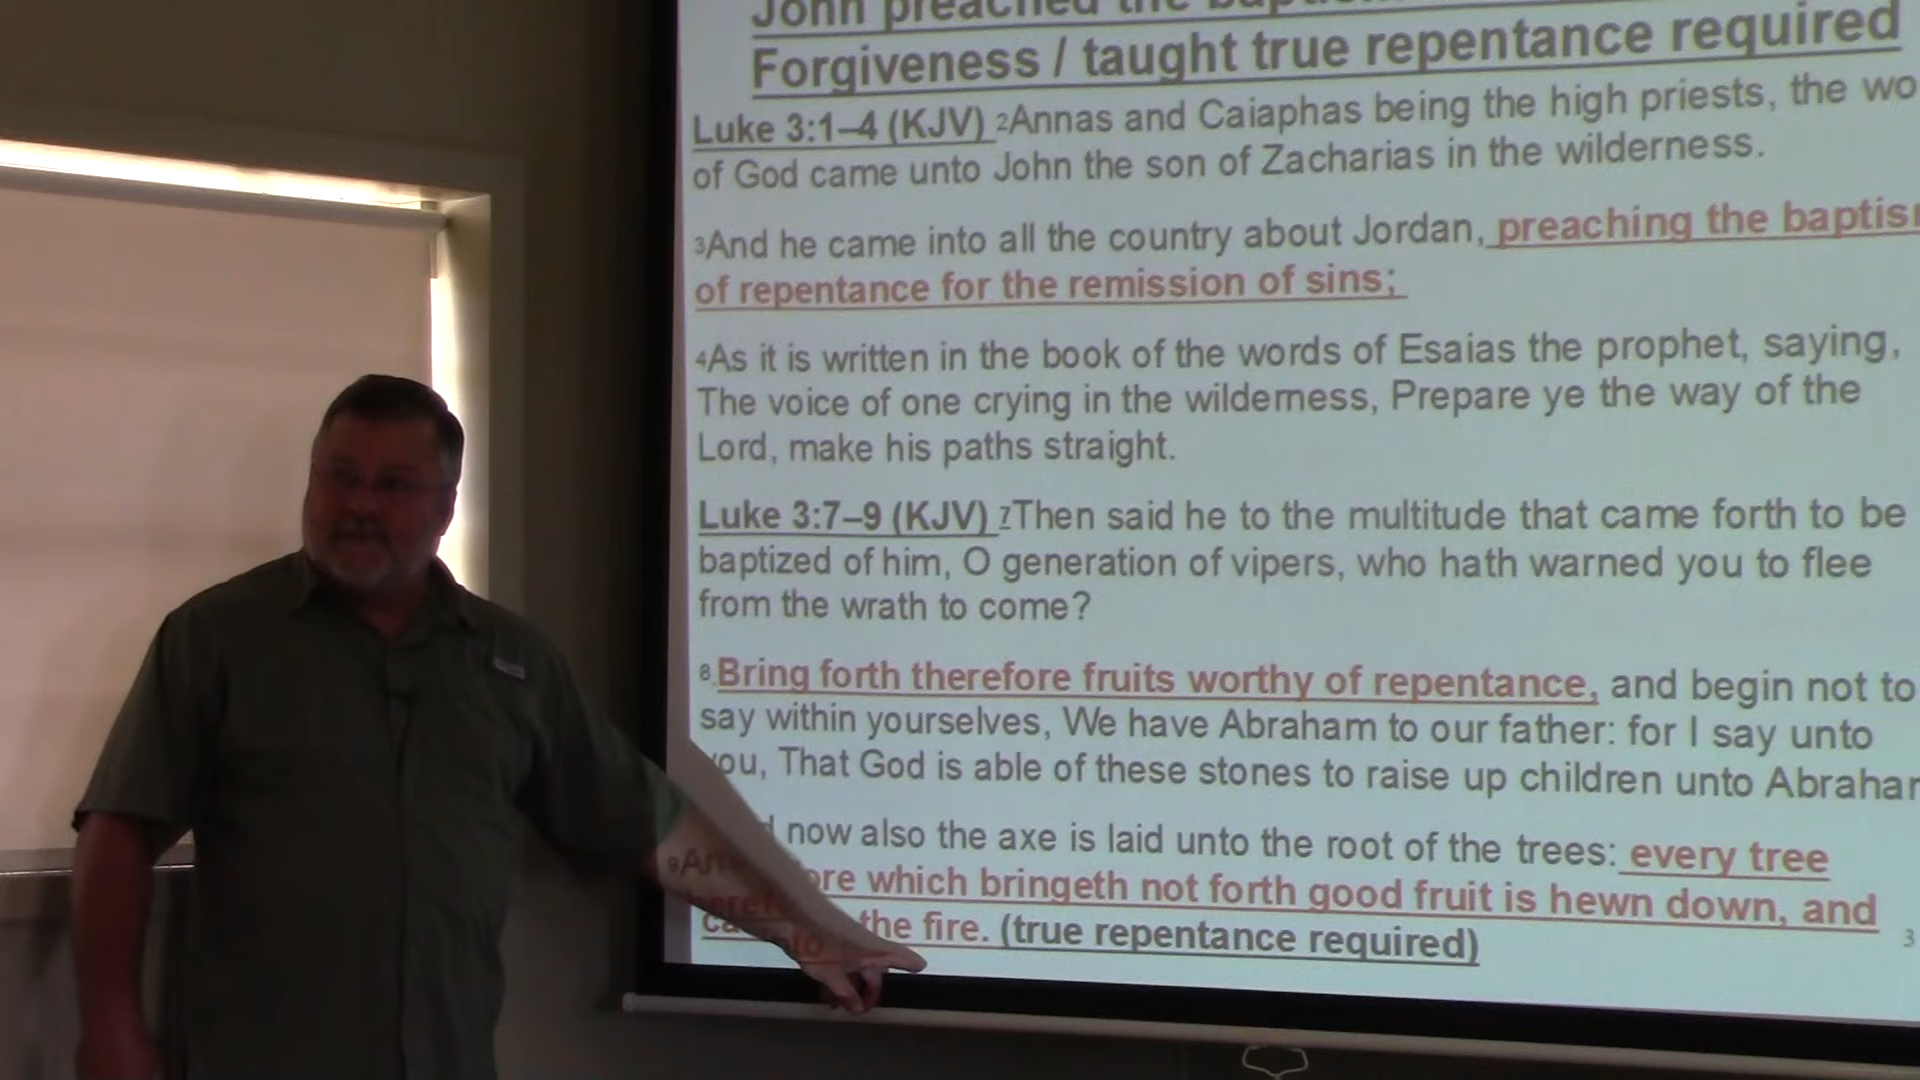 John preached the
Forgiveness / taught true repentance required
Luke 3:1–4 (KJV) 2Annas and Caiaphas being the high priests, the wo
of God came unto John the son of Zacharias in the wilderness.
3And he came into all the country about Jordan, preaching the baptis
of repentance for the remission of sins;
4As it is written in the book of the words of Esaias the prophet, saying,
The voice of one crying in the wilderness, Prepare ye the way of the
Lord, make his paths straight.
Luke 3:7–9 (KJV) 7Then said he to the multitude that came forth to be
baptized of him, O generation of vipers, who hath warned you to flee
from the wrath to come?
8 Bring forth therefore fruits worthy of repentance, and begin not to
say within yourselves, We have Abraham to our father: for I say unto
you, That God is able of these stones to raise up children unto Abraha
9An now also the axe is laid unto the root of the trees: every tree
ore which bringeth not forth good fruit is hewn down, and
the fire. (true repentance required)
3